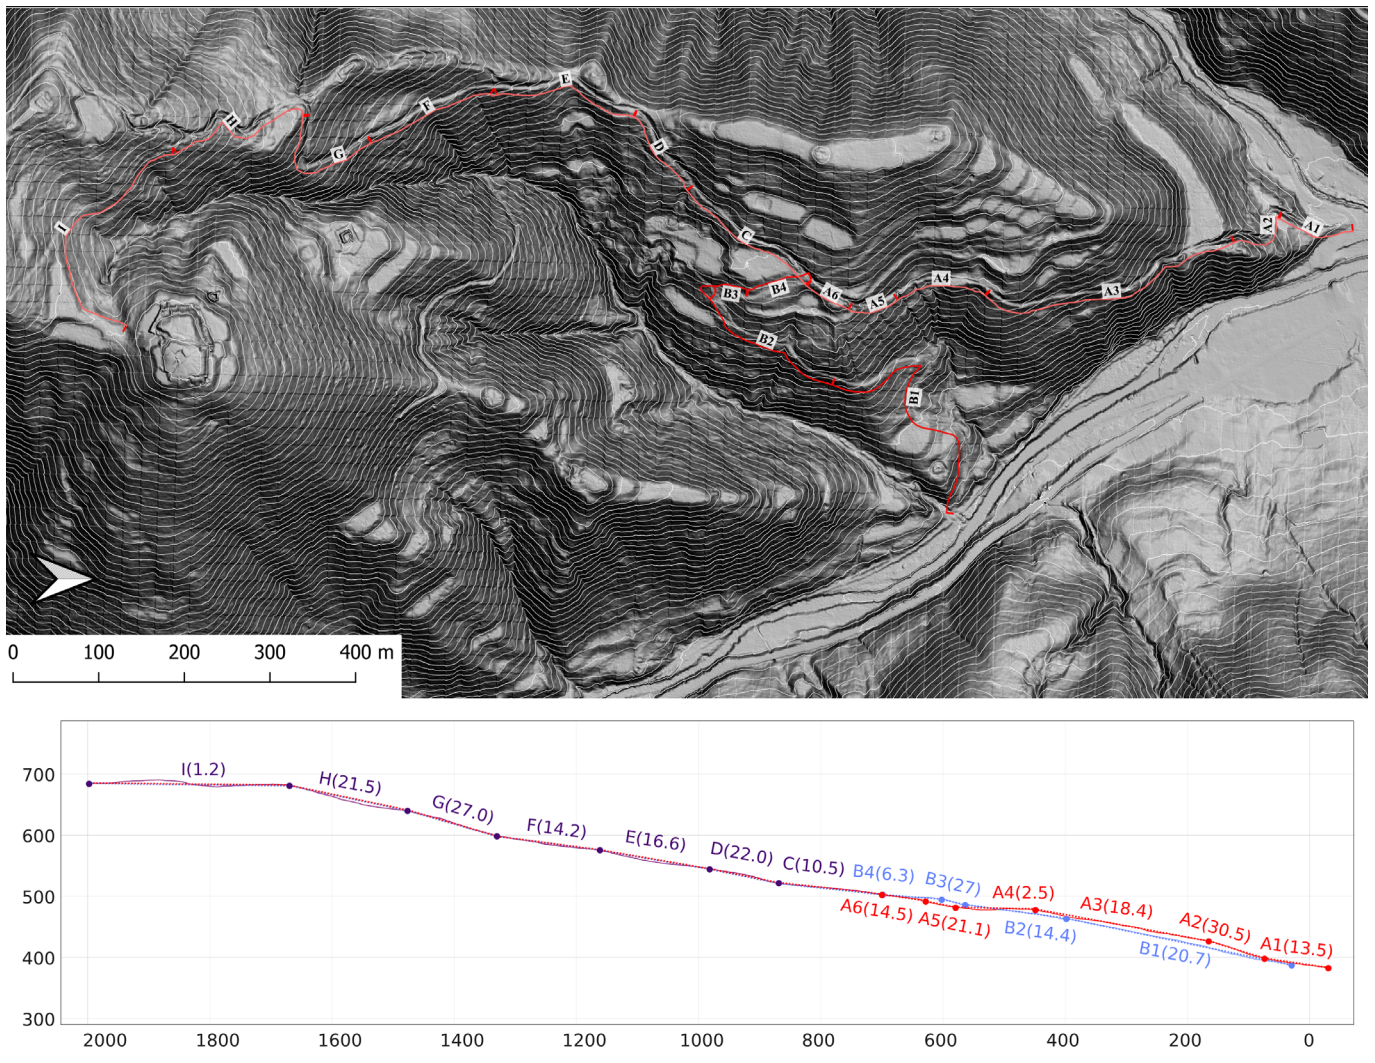 E
F
H
G
D
I
A2
A1
C
A4
B4
B3
A6
A5
A3
B2
B1
0 100 200 300 400 m
700
600
500
400
300
I(1.2)
H(21.5)
G(27.0)
F(14.2)
E(16.6)
D(22.0)
C(10.5)
B4(6.3)
B3(27)
A4(2.5)
A3(18.4)
A2(30.5)
A1(13.5)
A6(14.5)
A5(21.1)
B2(14.4)
B1(20.7)
2000 1800 1600 1400 1200 1000 800 600 400 200 0